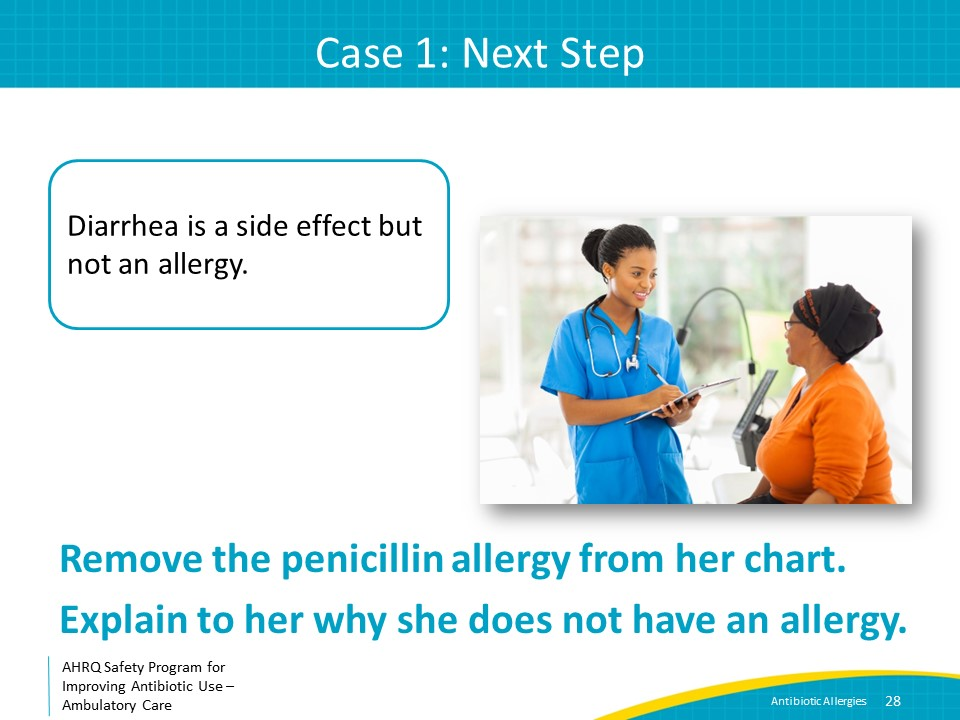 Case 1: Next Step
Diarrhea is a side effect but
not an allergy.
Remove the penicillin allergy from her chart.
Explain to her why she does not have an allergy.
AHRQ Safety Program for
Improving Antibiotic Use –
Ambulatory Care
Antibiotic Allergies 28